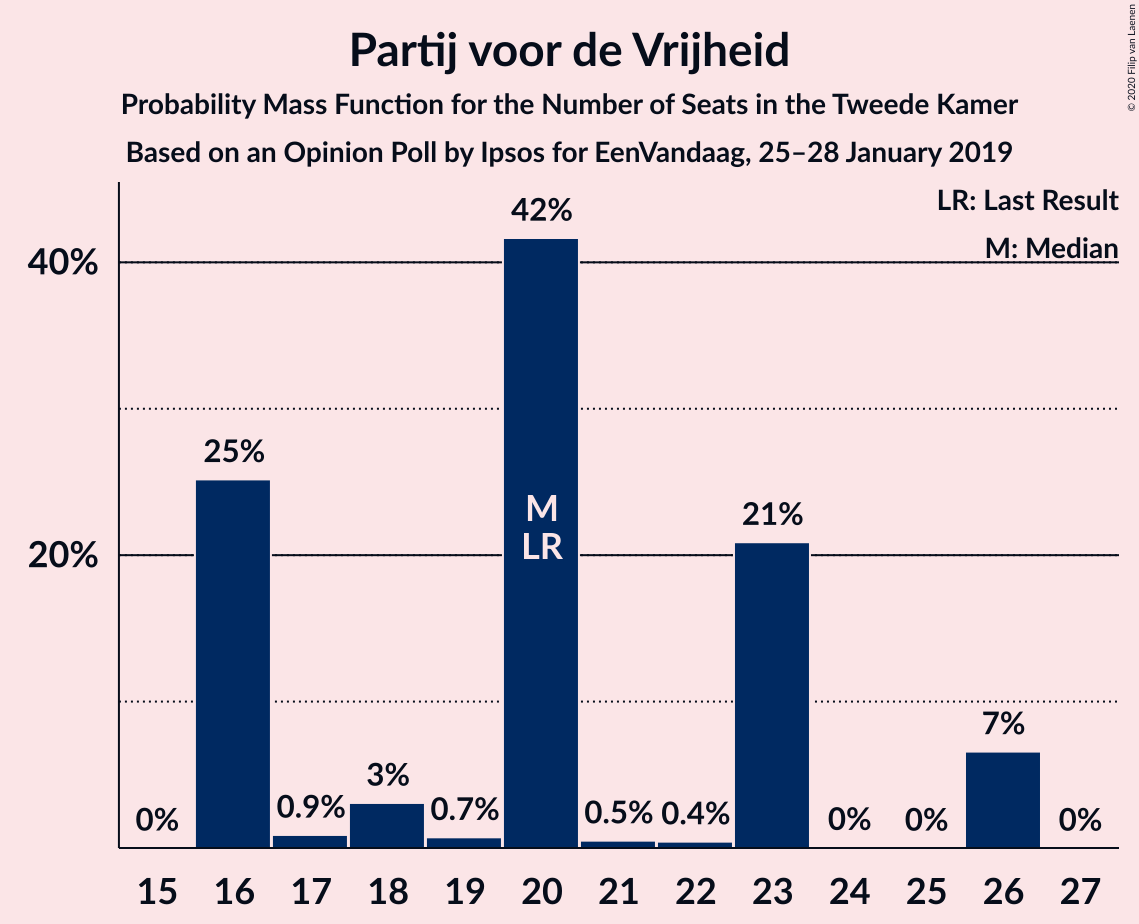 Partij voor de Vrijheid
Probability Mass Function for the Number of Seats in the Tweede Kamer
Based on an Opinion Poll by Ipsos for EenVandaag, 25–28 January 2019
© 2020 Filip van Laenen
LR: Last Result
M: Median
40%
20%
0%
25%
0.9%
3%
0.7%
42%
M
LR
0.5%
0.4%
21%
0%
0%
7%
0%
15 16 17 18 19 20 21 22 23 24 25 26 27